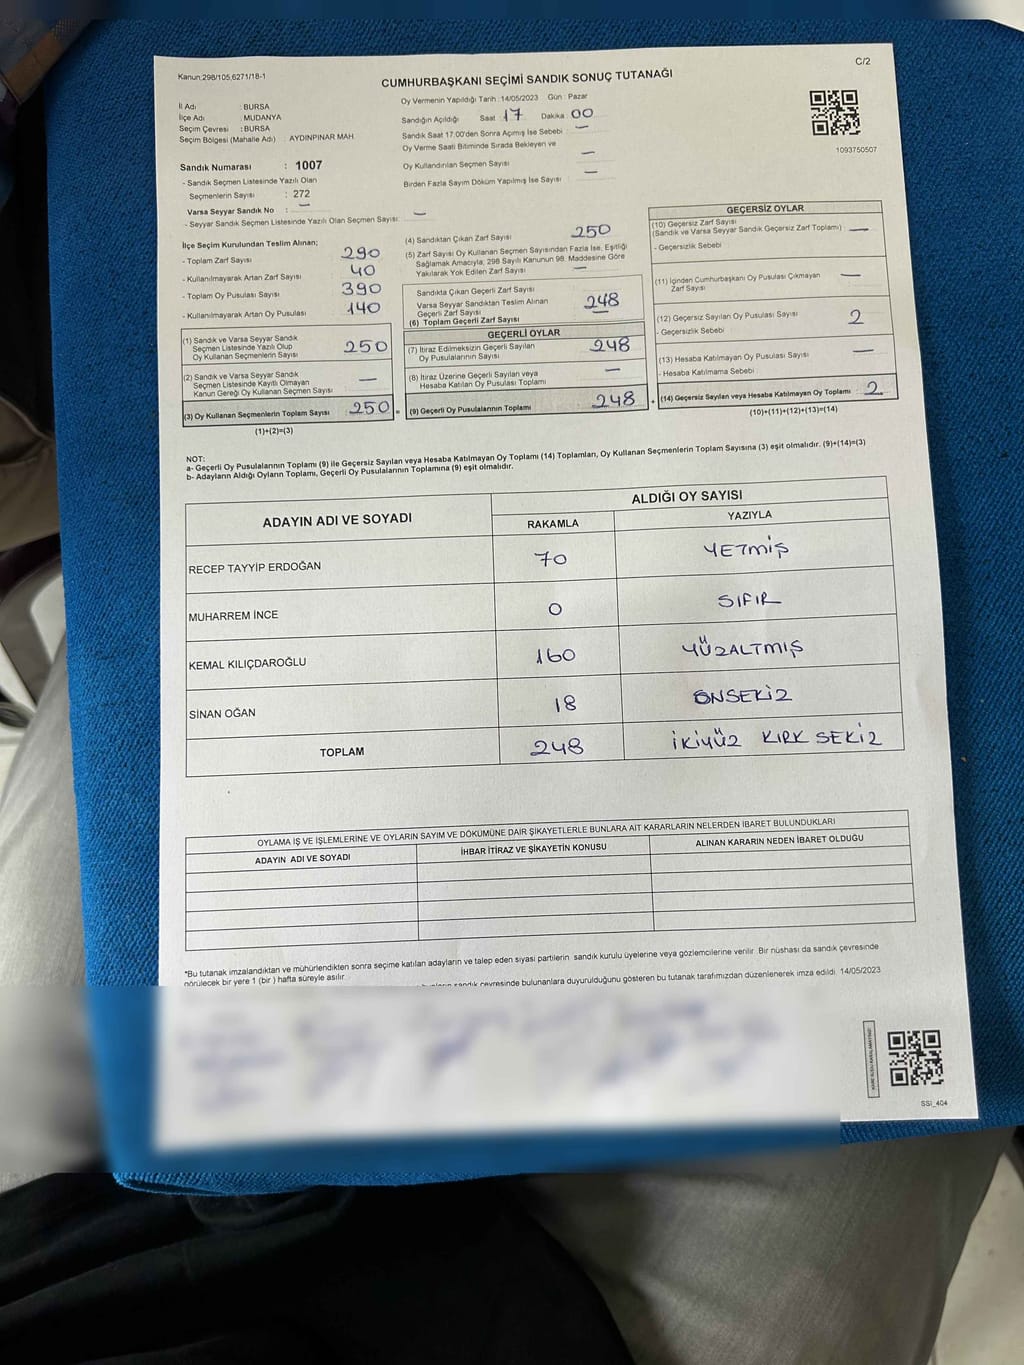 Kanun:298/105,6271/18-1
C/2
CUMHURBAŞKANI SEÇİMİ SANDIK SONUÇ TUTANAĞI
İl Adı : BURSA
İlçe Adı : MUDANYA
Seçim Çevresi : BURSA
Seçim Bölgesi (Mahalle Adı) : AYDINPINAR MAH.
Sandık Numarası : 1007
- Sandık Seçmen Listesinde Yazılı Olan
Seçmenlerin Sayısı : 272
Varsa Seyyar Sandık No : —
- Seyyar Sandık Seçmen Listesinde Yazılı Olan Seçmen Sayısı: —
Oy Vermenin Yapıldığı Tarih :14/05/2023 Gün : Pazar
Sandığın Açıldığı Saat : 17 Dakika 00
Sandık Saat 17.00'den Sonra Açımış İse Sebebi : —
Oy Verme Saati Bitiminde Sırada Bekleyen ve
Oy Kullandırılan Seçmen Sayısı —
Birden Fazla Sayım Döküm Yapılmış İse Sayısı —
1093750507
İlçe Seçim Kurulundan Teslim Alınan;
- Toplam Zarf Sayısı 290
- Kullanılmayarak Artan Zarf Sayısı 40
- Toplam Oy Pusulası Sayısı 390
- Kullanılmayarak Artan Oy Pusulası 140
(1) Sandık ve Varsa Seyyar Sandık
Seçmen Listesinde Yazılı Olup
Oy Kullanan Seçmenlerin Sayısı 250
(2) Sandık ve Varsa Seyyar Sandık
Seçmen Listesinde Kayıtlı Olmayan
Kanun Gereği Oy Kullanan Seçmen Sayısı —
(3) Oy Kullanan Seçmenlerin Toplam Sayısı 250 =
(1)+(2)=(3)
(4) Sandıktan Çıkan Zarf Sayısı 250
(5) Zarf Sayısı Oy Kullanan Seçmen Sayısından Fazla İse, Eşitliği
Sağlamak Amacıyla, 298 Sayılı Kanunun 98. Maddesine Göre
Yakılarak Yok Edilen Zarf Sayısı —
Sandıkta Çıkan Geçerli Zarf Sayısı
Varsa Seyyar Sandıktan Teslim Alınan
Geçerli Zarf Sayısı
(6) Toplam Geçerli Zarf Sayısı 248
GEÇERLİ OYLAR
(7) İtiraz Edilmeksizin Geçerli Sayılan
Oy Pusulalarının Sayısı 248
(8) İtiraz Üzerine Geçerli Sayılan veya
Hesaba Katılan Oy Pusulası Toplamı —
(9) Geçerli Oy Pusulalarının Toplamı 248 +
GEÇERSİZ OYLAR
(10) Geçersiz Zarf Sayısı
(Sandık ve Varsa Seyyar Sandık Geçersiz Zarf Toplamı) —
- Geçersizlik Sebebi
(11) İçinden Cumhurbaşkanı Oy Pusulası Çıkmayan
Zarf Sayısı —
(12) Geçersiz Sayılan Oy Pusulası Sayısı 2
- Geçersizlik Sebebi
(13) Hesaba Katılmayan Oy Pusulası Sayısı —
- Hesaba Katılmama Sebebi
(14) Geçersiz Sayılan veya Hesaba Katılmayan Oy Toplamı 2
(10)+(11)+(12)+(13)=(14)
NOT:
a- Geçerli Oy Pusulalarının Toplamı (9) ile Geçersiz Sayılan veya Hesaba Katılmayan Oy Toplamı (14) Toplamları, Oy Kullanan Seçmenlerin Toplam Sayısına (3) eşit olmalıdır. (9)+(14)=(3)
b- Adayların Aldığı Oyların Toplamı, Geçerli Oy Pusulalarının Toplamına (9) eşit olmalıdır.
ADAYIN ADI VE SOYADI
ALDIĞI OY SAYISI
RAKAMLA YAZIYLA
RECEP TAYYİP ERDOĞAN 70 YETMİŞ
MUHARREM İNCE 0 SIFIR
KEMAL KILIÇDAROĞLU 160 YÜZALTMIŞ
SİNAN OĞAN 18 ONSEKİZ
TOPLAM 248 İKİYÜZ KIRK SEKİZ
OYLAMA İŞ VE İŞLEMLERİNE VE OYLARIN SAYIM VE DÖKÜMÜNE DAİR ŞİKAYETLERLE BUNLARA AİT KARARLARIN NELERDEN İBARET BULUNDUKLARI
ADAYIN ADI VE SOYADI İHBAR İTİRAZ VE ŞİKAYETİN KONUSU ALINAN KARARIN NEDEN İBARET OLDUĞU
*Bu tutanak imzalandıktan ve mühürlendikten sonra seçime katılan adayların ve talep eden siyasi partilerin sandık kurulu üyelerine veya gözlemcilerine verilir. Bir nüshası da sandık çevresinde
görülecek bir yere 1 (bir ) hafta süreyle asılır.
sandık çevresinde bulunanlara duyurulduğunu gösteren bu tutanak tarafımızdan düzenlenerek imza edildi. 14/05/2023
SSI_404